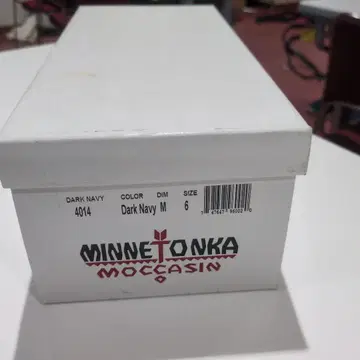 DARK NAVY COLOR DIM SIZE
4014 Dark Navy M 6
MINNETONKA
MOCCASIN